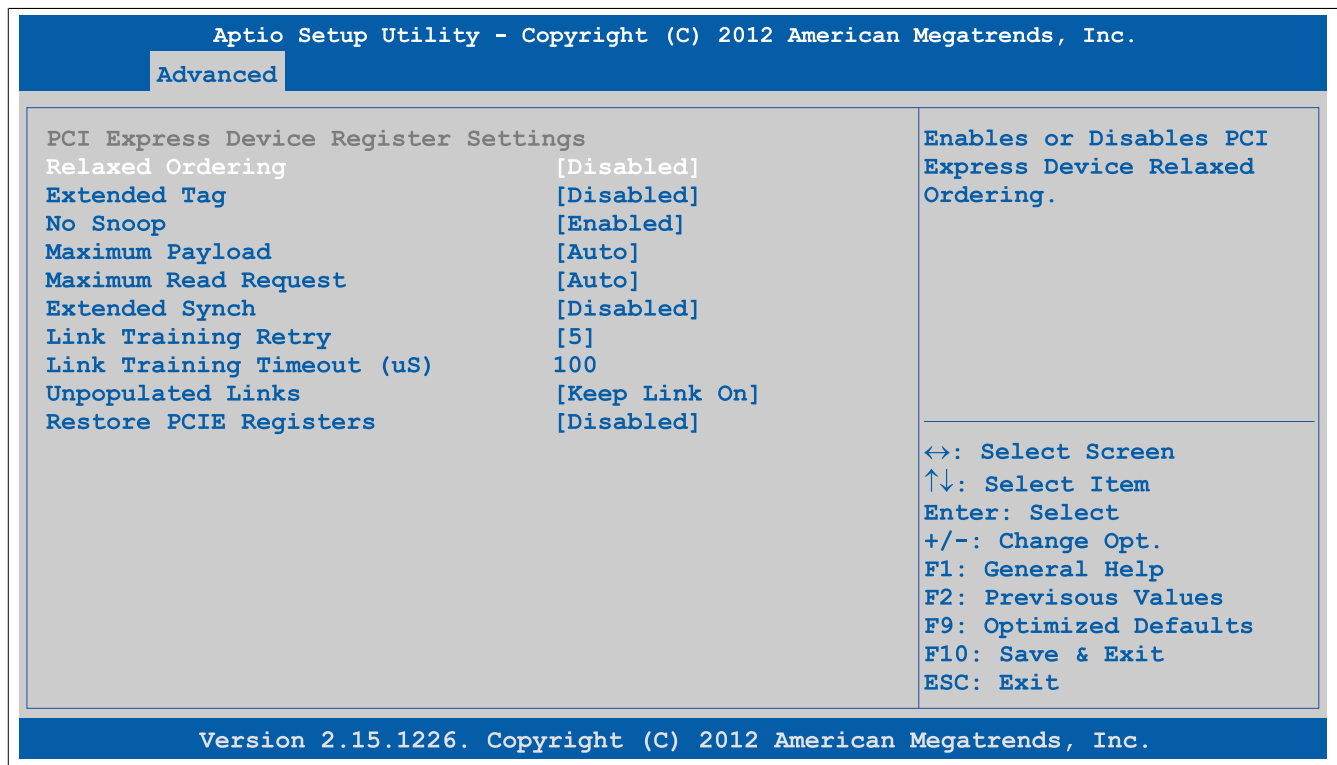 Aptio Setup Utility - Copyright (C) 2012 American Megatrends, Inc.
Advanced
PCI Express Device Register Settings
Relaxed Ordering [Disabled]
Extended Tag [Disabled]
No Snoop [Enabled]
Maximum Payload [Auto]
Maximum Read Request [Auto]
Extended Synch [Disabled]
Link Training Retry [5]
Link Training Timeout (uS) 100
Unpopulated Links [Keep Link On]
Restore PCIE Registers [Disabled]
Enables or Disables PCI
Express Device Relaxed
Ordering.
↔: Select Screen
↑↓: Select Item
Enter: Select
+/-: Change Opt.
F1: General Help
F2: Previsous Values
F9: Optimized Defaults
F10: Save & Exit
ESC: Exit
Version 2.15.1226. Copyright (C) 2012 American Megatrends, Inc.